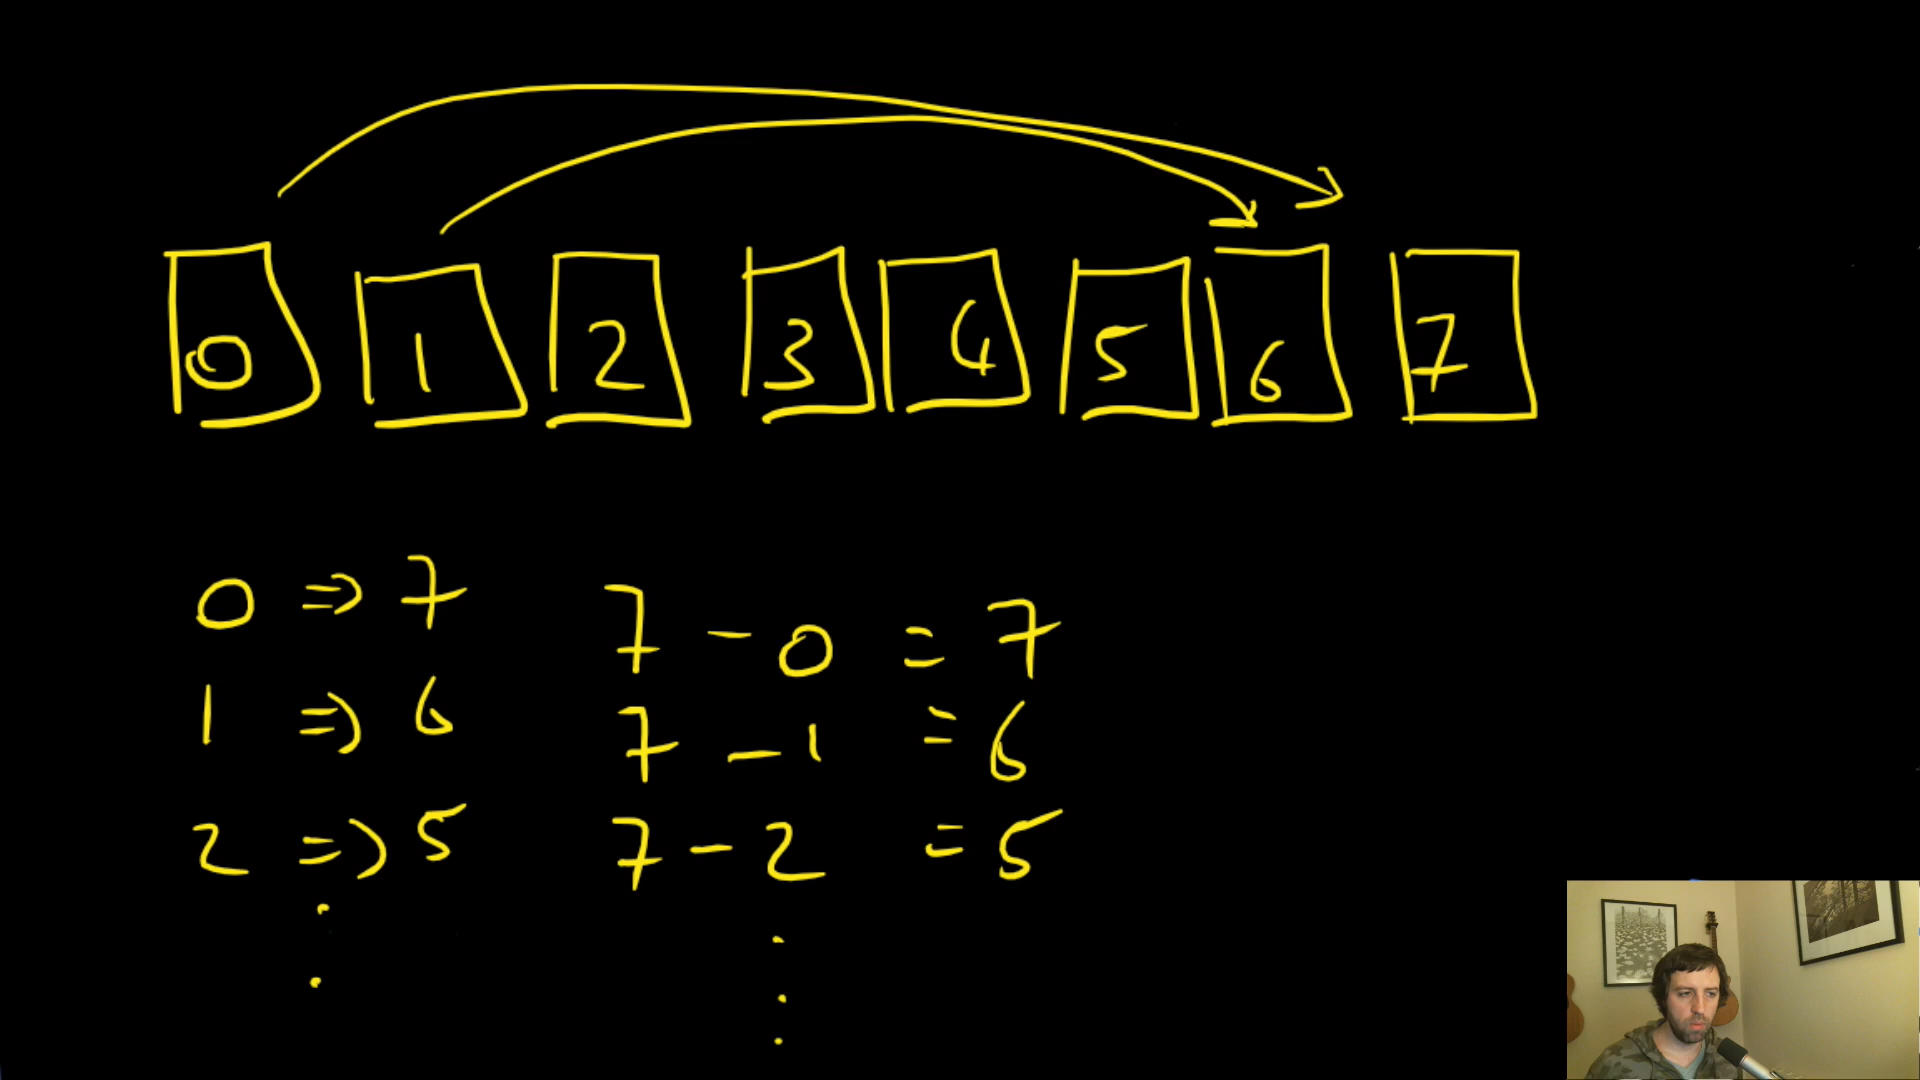 0 1 2 3 4 5 6 7
0 => 7 7 - 0 = 7
1 => 6 7 - 1 = 6
2 => 5 7 - 2 = 5